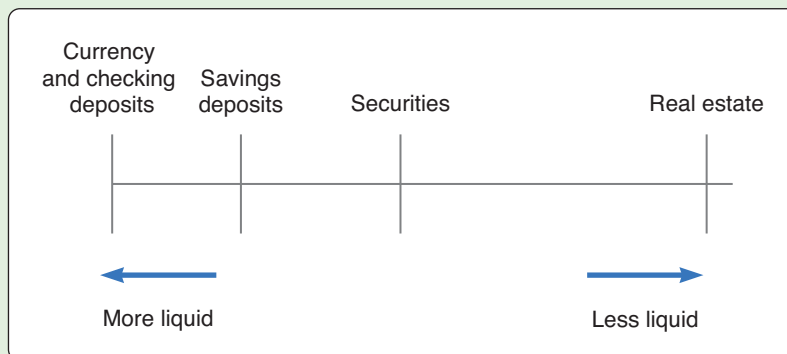 Currency
and checking
deposits
Savings
deposits
Securities
Real estate
More liquid
Less liquid